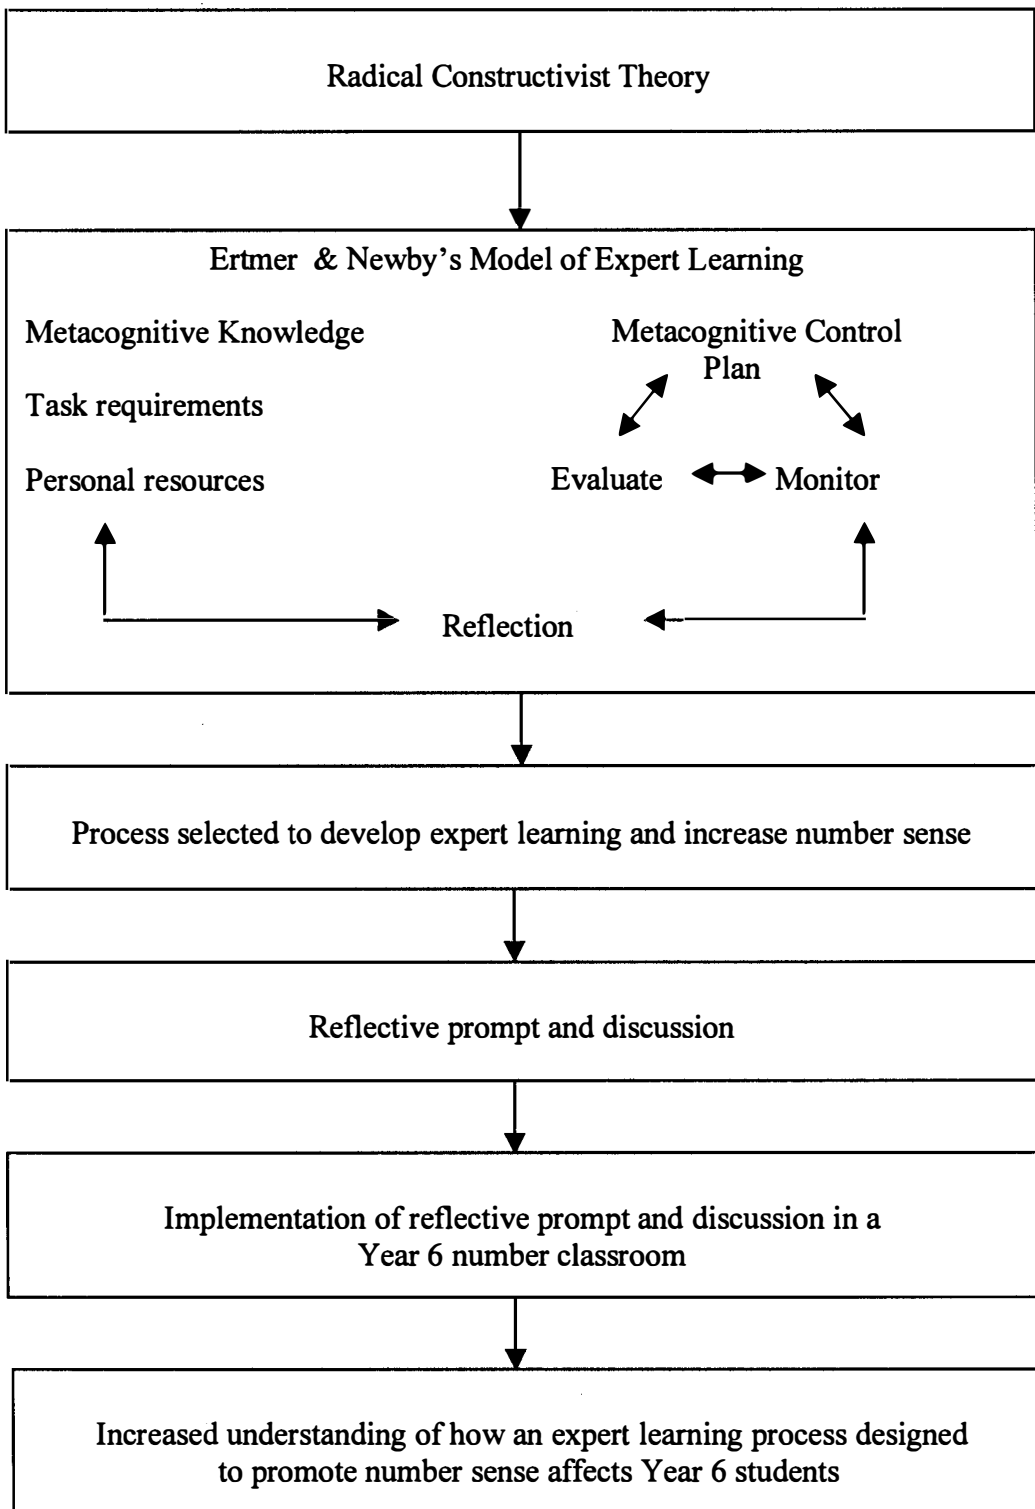 Radical Constructivist Theory
Ertmer & Newby's Model of Expert Learning
Metacognitive Knowledge
Metacognitive Control
Plan
Task requirements
Personal resources
Evaluate
Monitor
Reflection
Process selected to develop expert learning and increase number sense
Reflective prompt and discussion
Implementation of reflective prompt and discussion in a
Year 6 number classroom
Increased understanding of how an expert learning process designed
to promote number sense affects Year 6 students